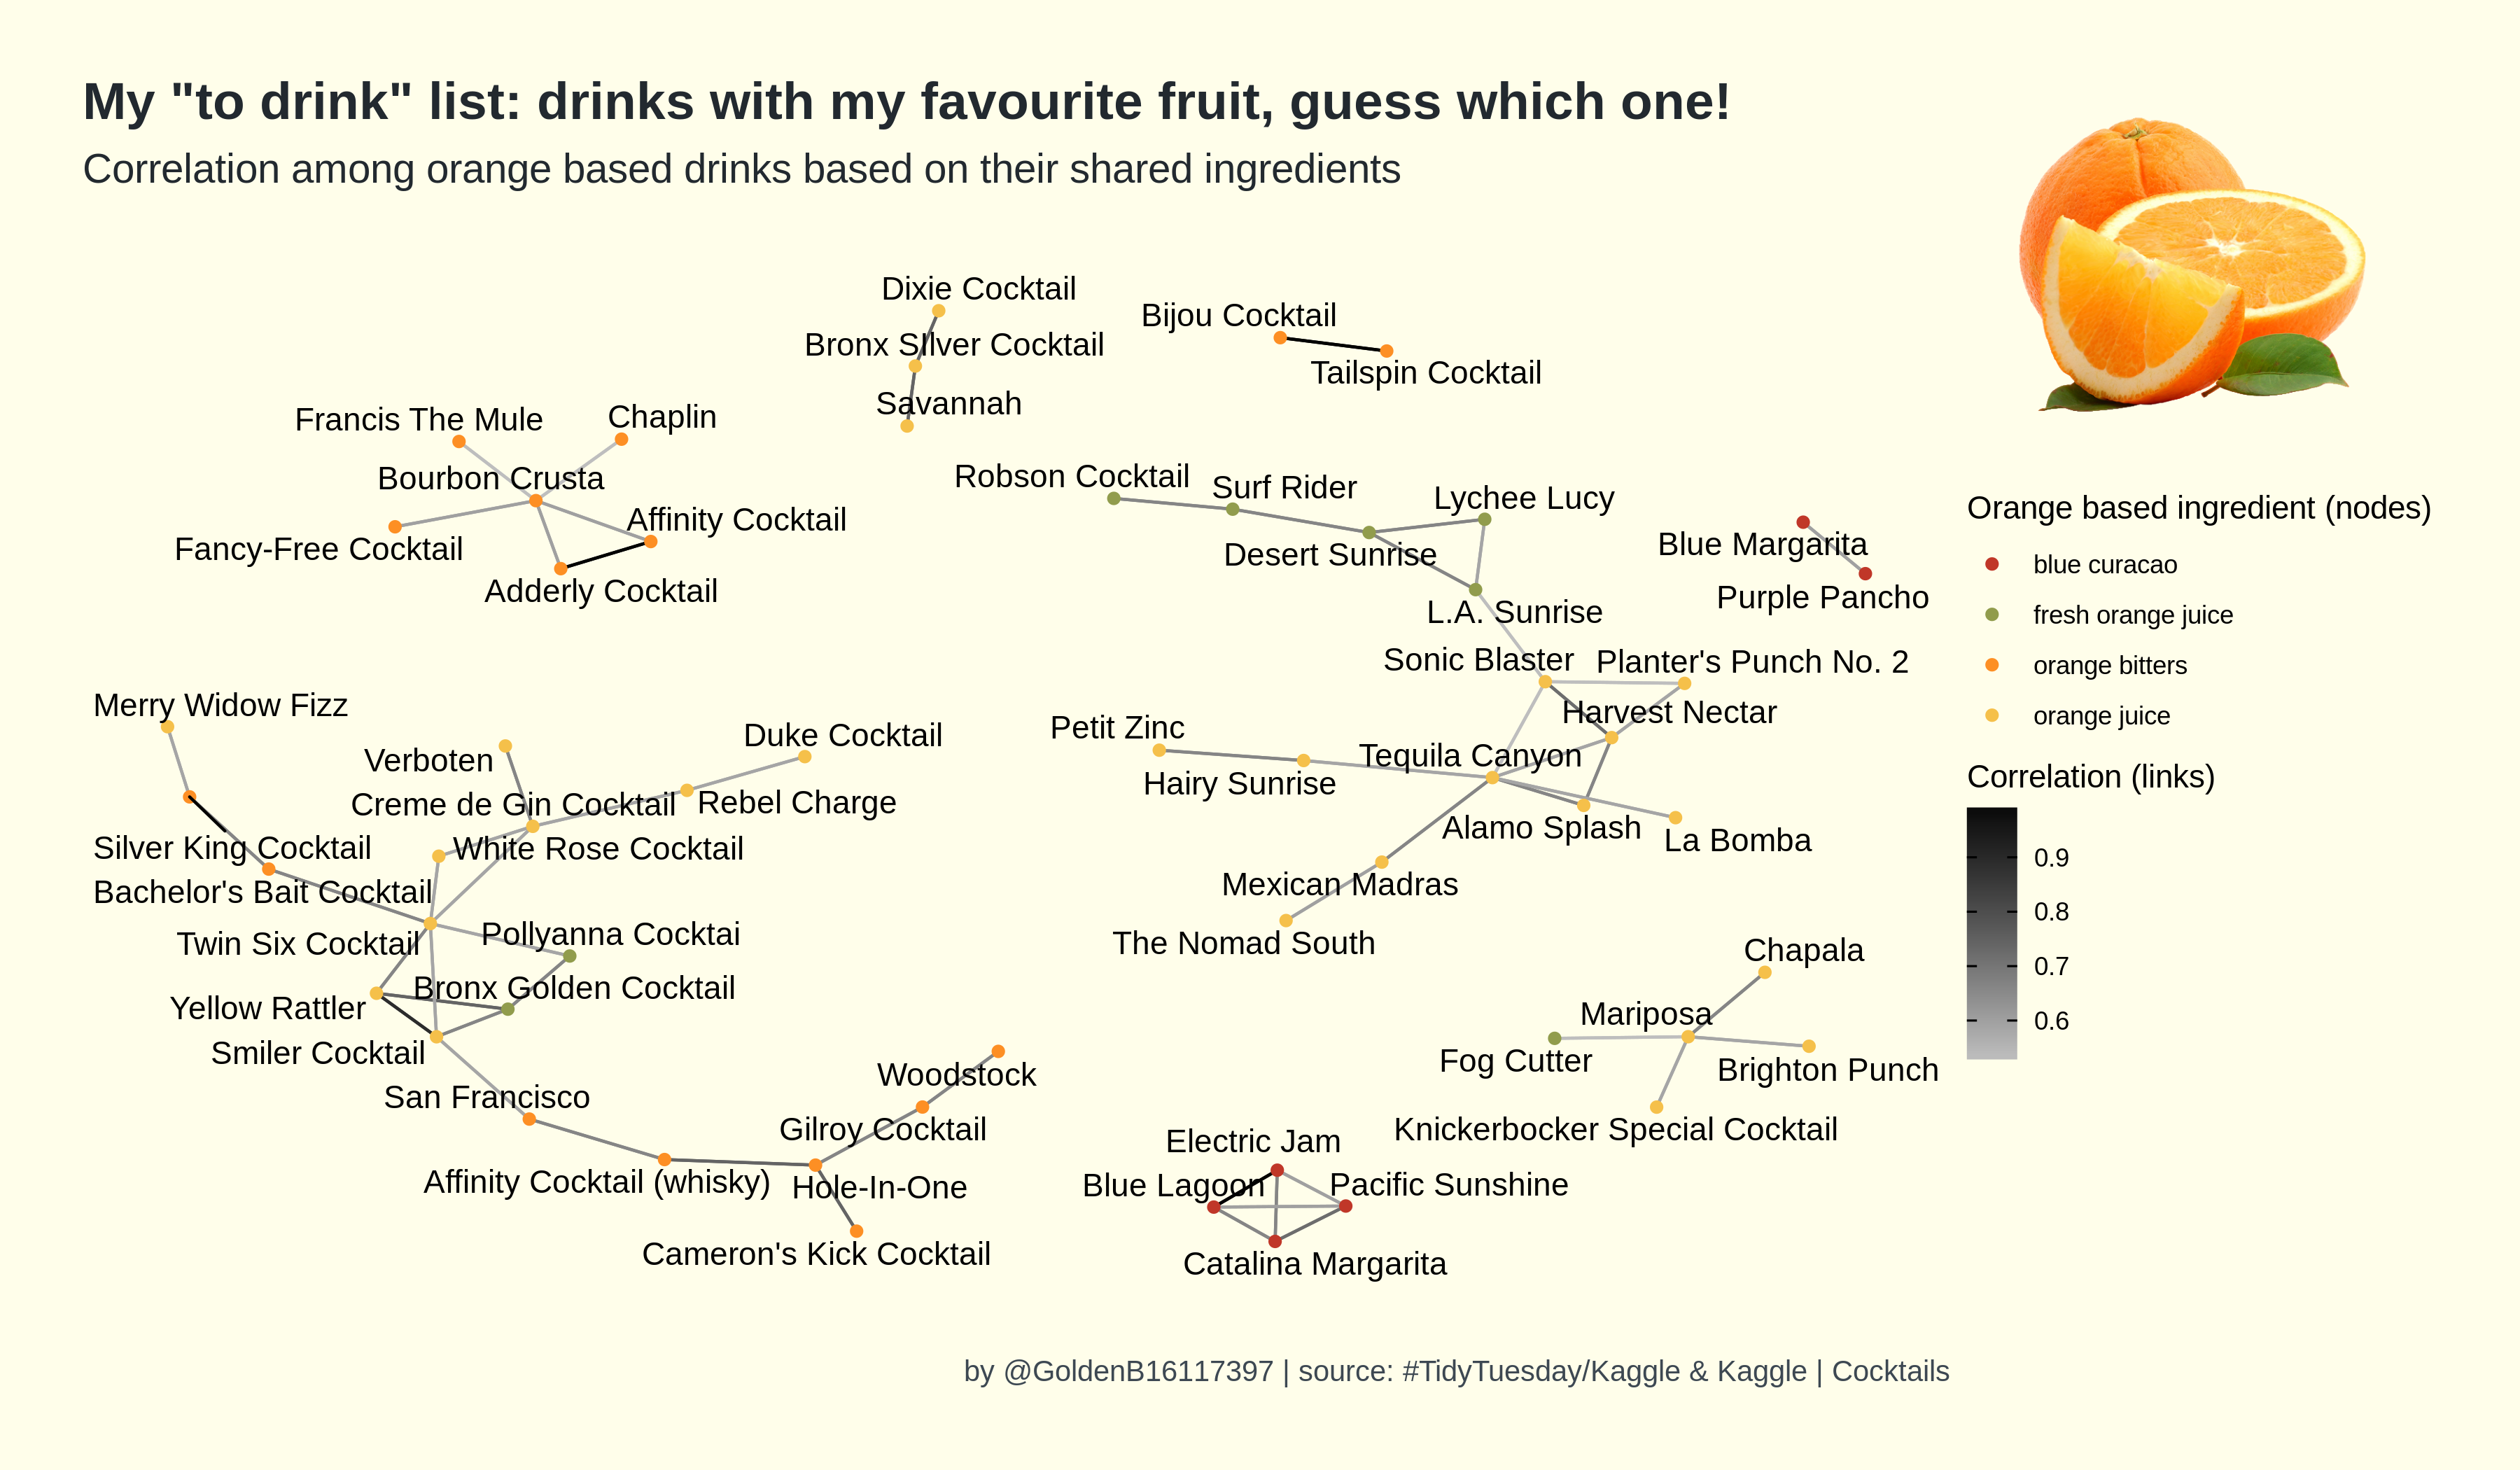 My "to drink" list: drinks with my favourite fruit, guess which one!
Correlation among orange based drinks based on their shared ingredients
Dixie Cocktail
Bronx SIlver Cocktail
Savannah
Bijou Cocktail
Tailspin Cocktail
Francis The Mule
Chaplin
Bourbon Crusta
Affinity Cocktail
Fancy-Free Cocktail
Adderly Cocktail
Robson Cocktail
Surf Rider
Lychee Lucy
Desert Sunrise
L.A. Sunrise
Blue Margarita
Purple Pancho
Sonic Blaster
Planter's Punch No. 2
Harvest Nectar
Petit Zinc
Tequila Canyon
Hairy Sunrise
Alamo Splash
La Bomba
Mexican Madras
The Nomad South
Merry Widow Fizz
Verboten
Duke Cocktail
Creme de Gin Cocktail
Rebel Charge
Silver King Cocktail
White Rose Cocktail
Bachelor's Bait Cocktail
Twin Six Cocktail
Pollyanna Cocktai
Bronx Golden Cocktail
Yellow Rattler
Smiler Cocktail
San Francisco
Woodstock
Gilroy Cocktail
Affinity Cocktail (whisky)
Hole-In-One
Cameron's Kick Cocktail
Chapala
Mariposa
Fog Cutter
Brighton Punch
Knickerbocker Special Cocktail
Electric Jam
Blue Lagoon
Pacific Sunshine
Catalina Margarita
Orange based ingredient (nodes)
blue curacao
fresh orange juice
orange bitters
orange juice
Correlation (links)
0.9
0.8
0.7
0.6
by @GoldenB16117397 | source: #TidyTuesday/Kaggle & Kaggle | Cocktails